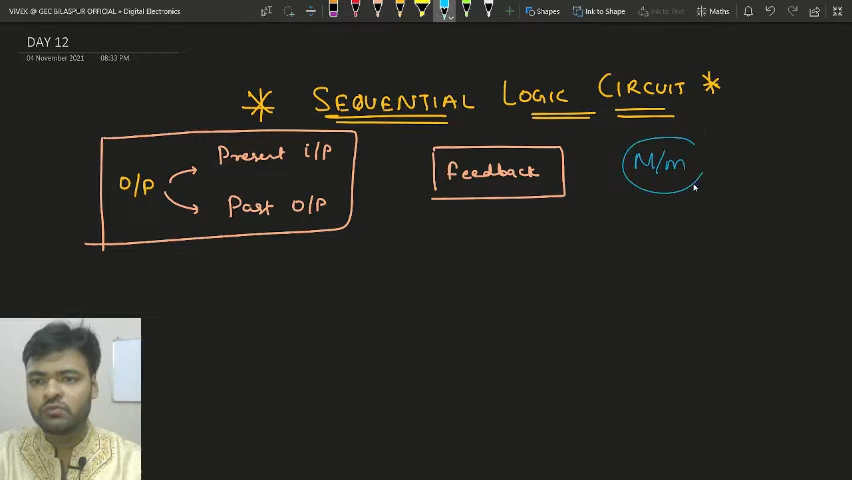 VIVEK @ GEC BILASPUR OFFICIAL » Digital Electronics
Shapes
Ink to Shape
Ink to Text
Maths
DAY 12
04 November 2021 08:33 PM
* SEQUENTIAL LOGIC CIRCUIT *
O/P
Present i/P
Past O/P
feedback
M/m